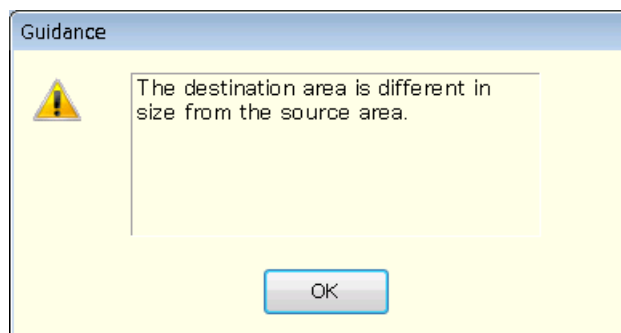 Guidance
The destination area is different in
size from the source area.
OK